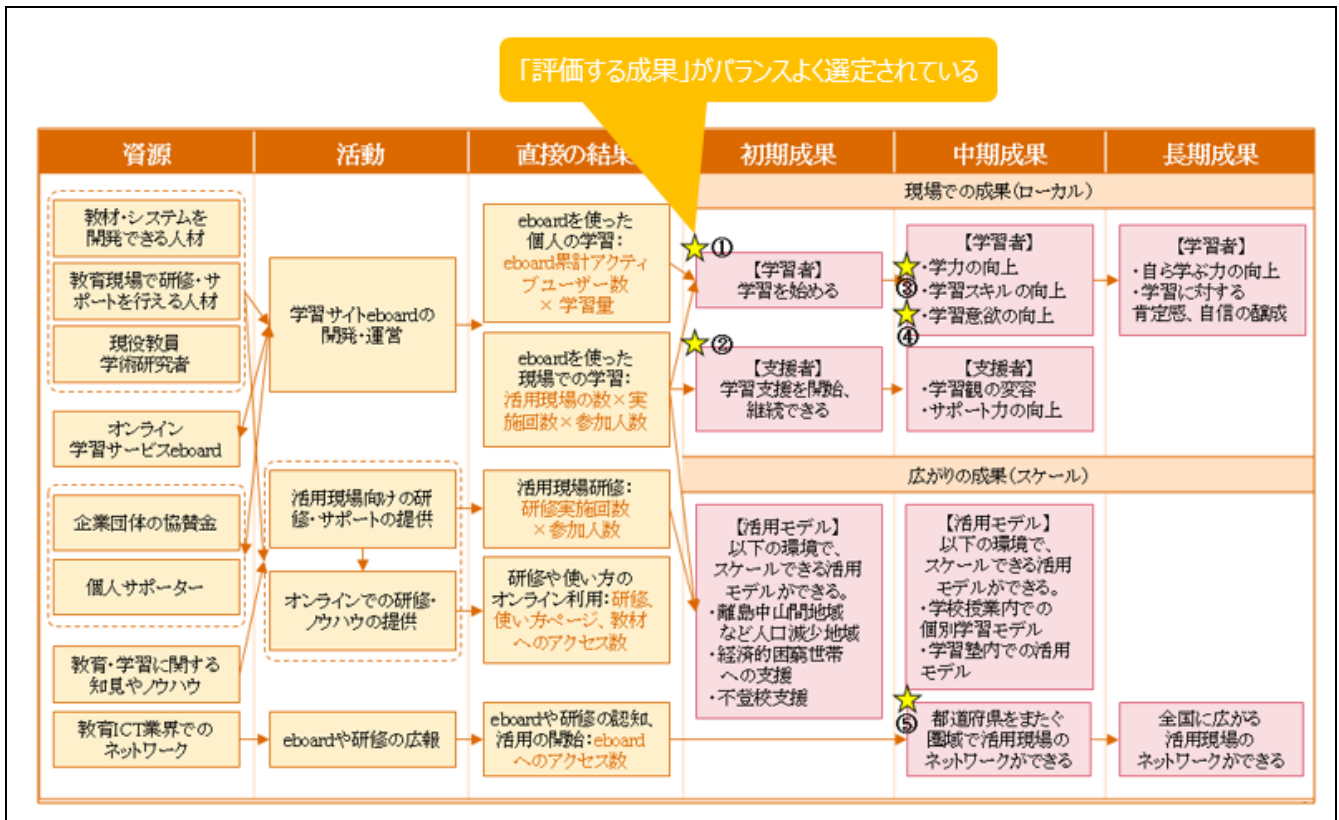 「評価する成果」がバランスよく選定されている
資源
活動
直接の結果
初期成果
中期成果
長期成果
教材・システムを
開発できる人材
教育現場で研修・サ
ポートを行える人材
現役教員
学術研究者
オンライン
学習サービスeboard
企業団体の協賛金
個人サポーター
教育・学習に関する
知見やノウハウ
教育ICT業界での
ネットワーク
学習サイトeboardの
開発・運営
活用現場向けの研
修・サポートの提供
オンラインでの研修・
ノウハウの提供
eboardや研修の広報
eboardを使った
個人の学習：
eboard累計アクティ
ブユーザー数
×学習量
eboardを使った
現場での学習：
活用現場の数×実
施回数×参加人数
活用現場研修：
研修実施回数
×参加人数
研修や使い方の
オンライン利用：研修、
使い方ページ、教材
へのアクセス数
eboardや研修の認知、
活用の開始：eboard
へのアクセス数
現場での成果（ローカル）
①
【学習者】
学習を始める
②
【支援者】
学習支援を開始、
継続できる
【学習者】
・学力の向上
③
・学習スキルの向上
・学習意欲の向上
④
【支援者】
・学習観の変容
・サポート力の向上
【学習者】
・自ら学ぶ力の向上
・学習に対する
肯定感、自信の醸成
広がりの成果（スケール）
【活用モデル】
以下の環境で、
スケールできる活用
モデルができる。
・離島中山間地域
など人口減少地域
・経済的困窮世帯
への支援
・不登校支援
【活用モデル】
以下の環境で、
スケールできる活用
モデルができる。
・学校授業内での
個別学習モデル
・学習塾内での活用
モデル
⑤
都道府県をまたぐ
圏域で活用現場の
ネットワークができる
全国に広がる
活用現場の
ネットワークができる